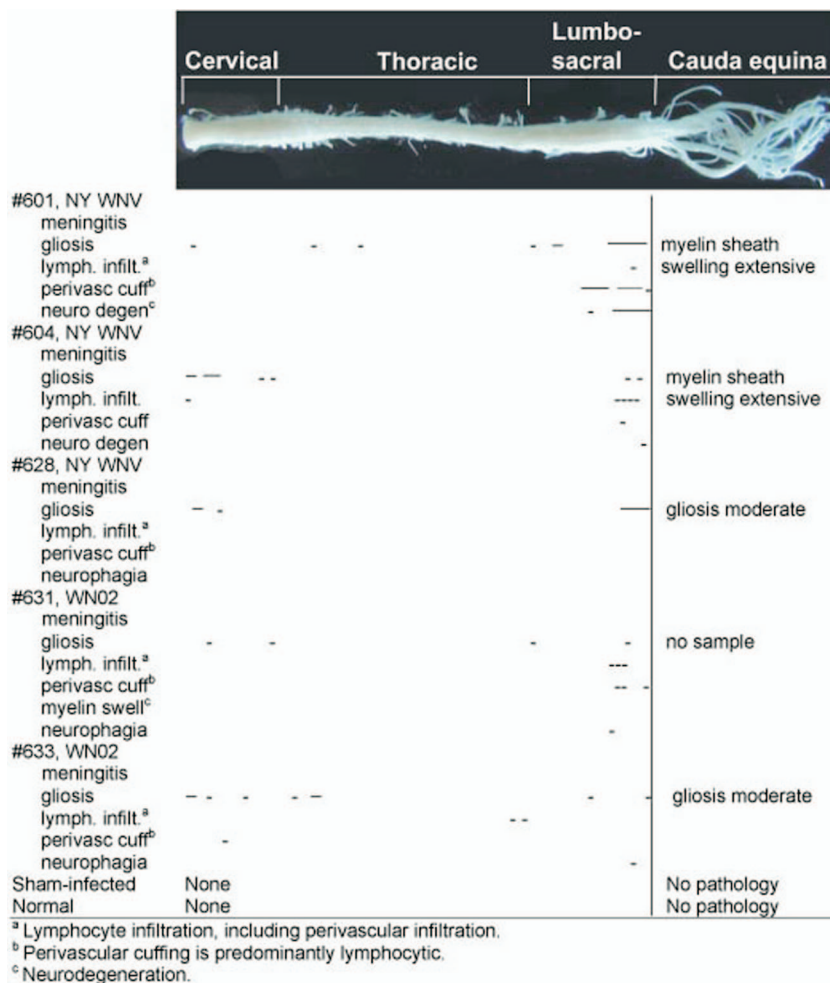 Lumbo-
Cervical Thoracic sacral Cauda equina
#601, NY WNV
meningitis
gliosis myelin sheath
lymph. infilt.a swelling extensive
perivasc cuffb
neuro degenc
#604, NY WNV
meningitis
gliosis myelin sheath
lymph. infilt. swelling extensive
perivasc cuff
neuro degen
#628, NY WNV
meningitis
gliosis gliosis moderate
lymph. infilt.a
perivasc cuffb
neurophagia
#631, WN02
meningitis
gliosis no sample
lymph. infilt.a
perivasc cuffb
myelin swellc
neurophagia
#633, WN02
meningitis
gliosis gliosis moderate
lymph. infilt.a
perivasc cuffb
neurophagia
Sham-infected None No pathology
Normal None No pathology
a Lymphocyte infiltration, including perivascular infiltration.
b Perivascular cuffing is predominantly lymphocytic.
c Neurodegeneration.